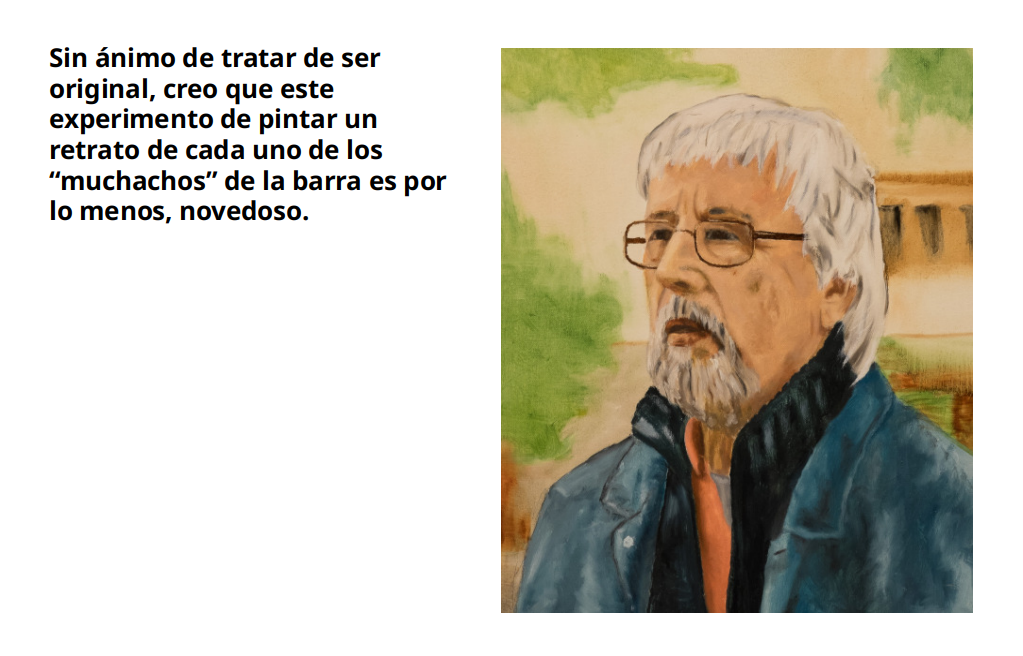 Sin ánimo de tratar de ser
original, creo que este
experimento de pintar un
retrato de cada uno de los
“muchachos” de la barra es por
lo menos, novedoso.